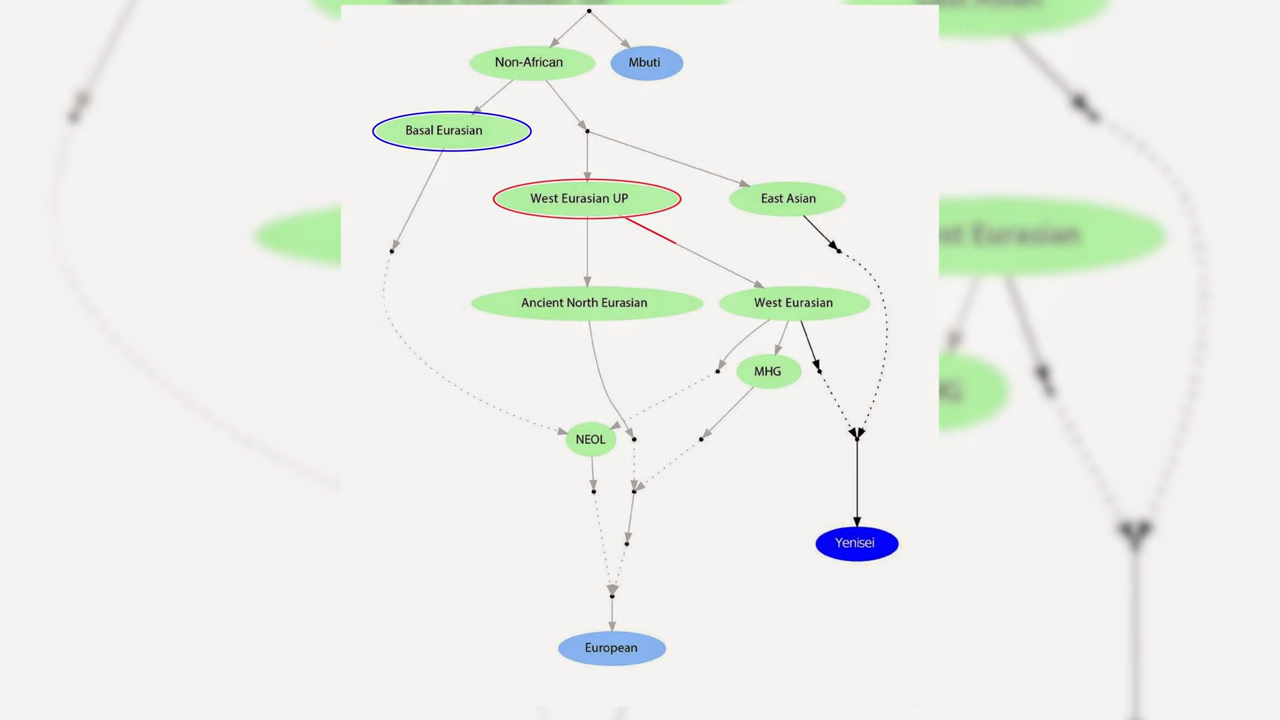 Non-African
Mbuti
Basal Eurasian
West Eurasian UP
East Asian
Ancient North Eurasian
West Eurasian
MHG
NEOL
Yenisei
European